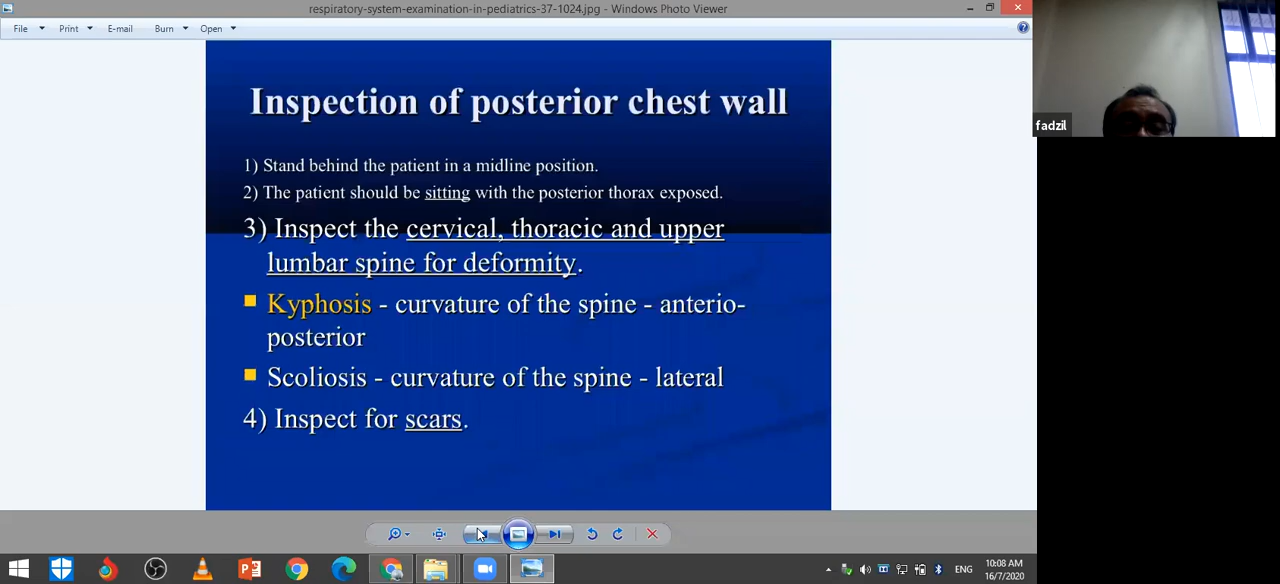 respiratory-system-examination-in-pediatrics-37-1024.jpg - Windows Photo Viewer
File Print E-mail Burn Open
Inspection of posterior chest wall
1) Stand behind the patient in a midline position.
2) The patient should be sitting with the posterior thorax exposed.
3) Inspect the cervical, thoracic and upper
lumbar spine for deformity.
Kyphosis - curvature of the spine - anterio-
posterior
Scoliosis - curvature of the spine - lateral
4) Inspect for scars.
fadzil
ENG
10:08 AM
16/7/2020